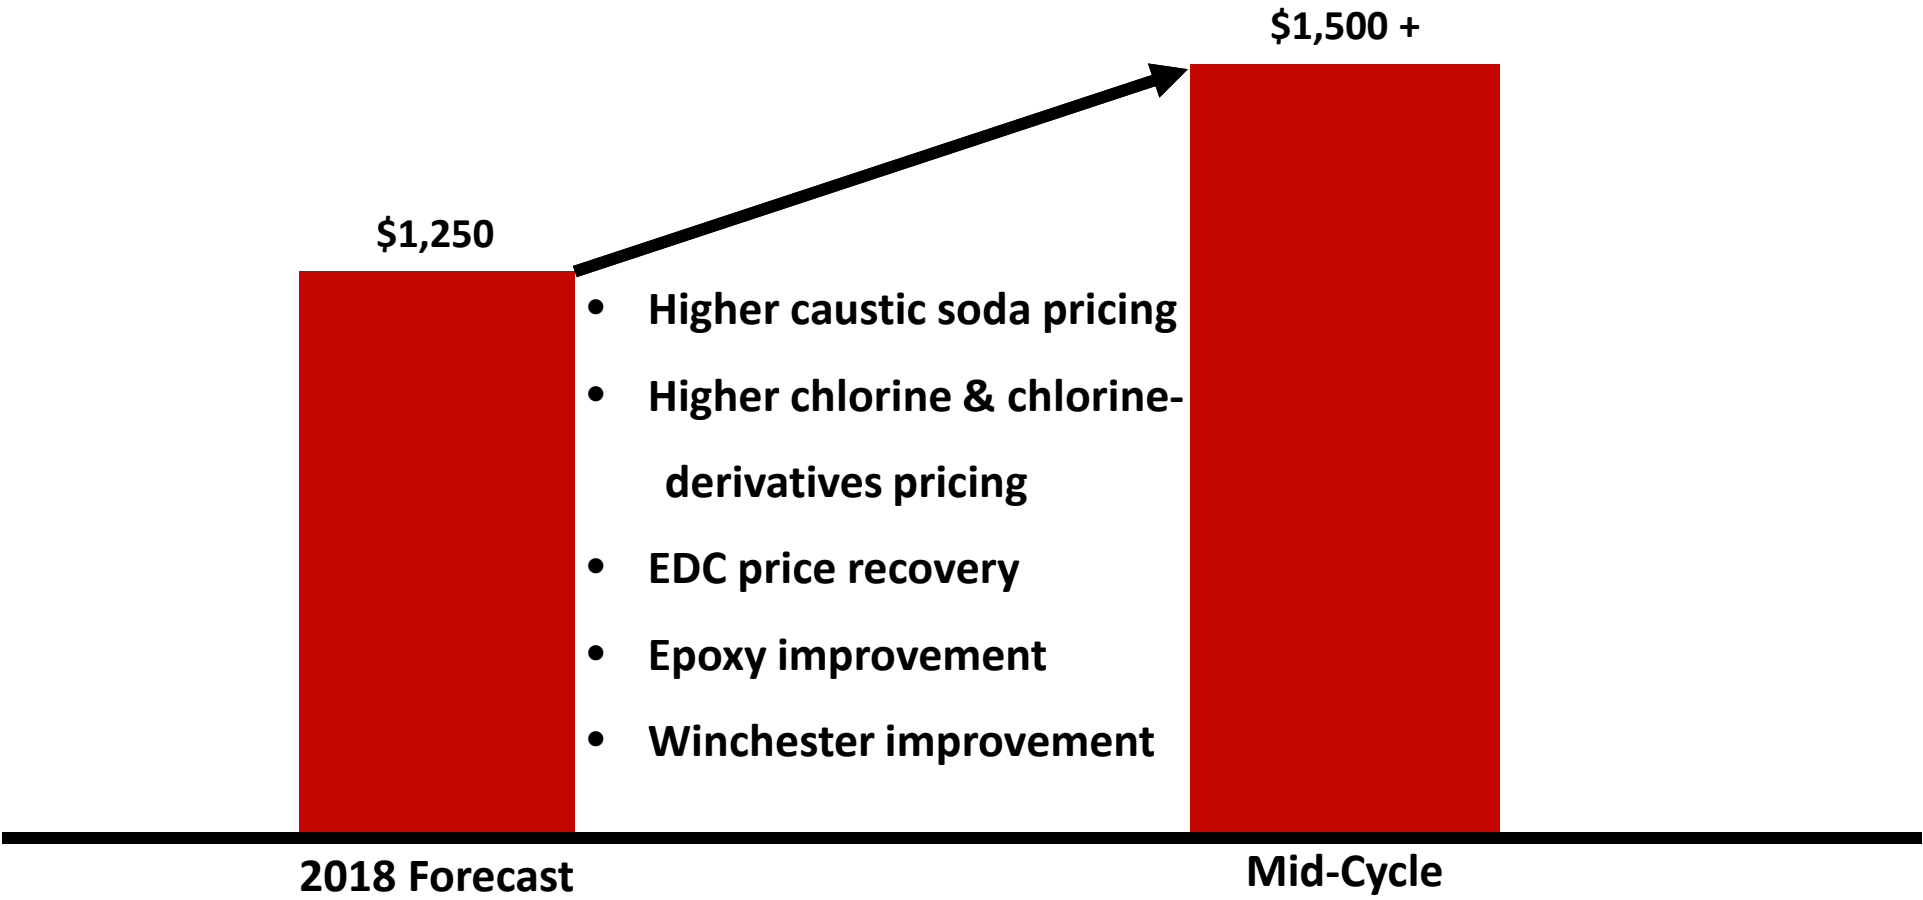 $1,500 +
$1,250
• Higher caustic soda pricing
• Higher chlorine & chlorine-
derivatives pricing
• EDC price recovery
• Epoxy improvement
• Winchester improvement
2018 Forecast
Mid-Cycle